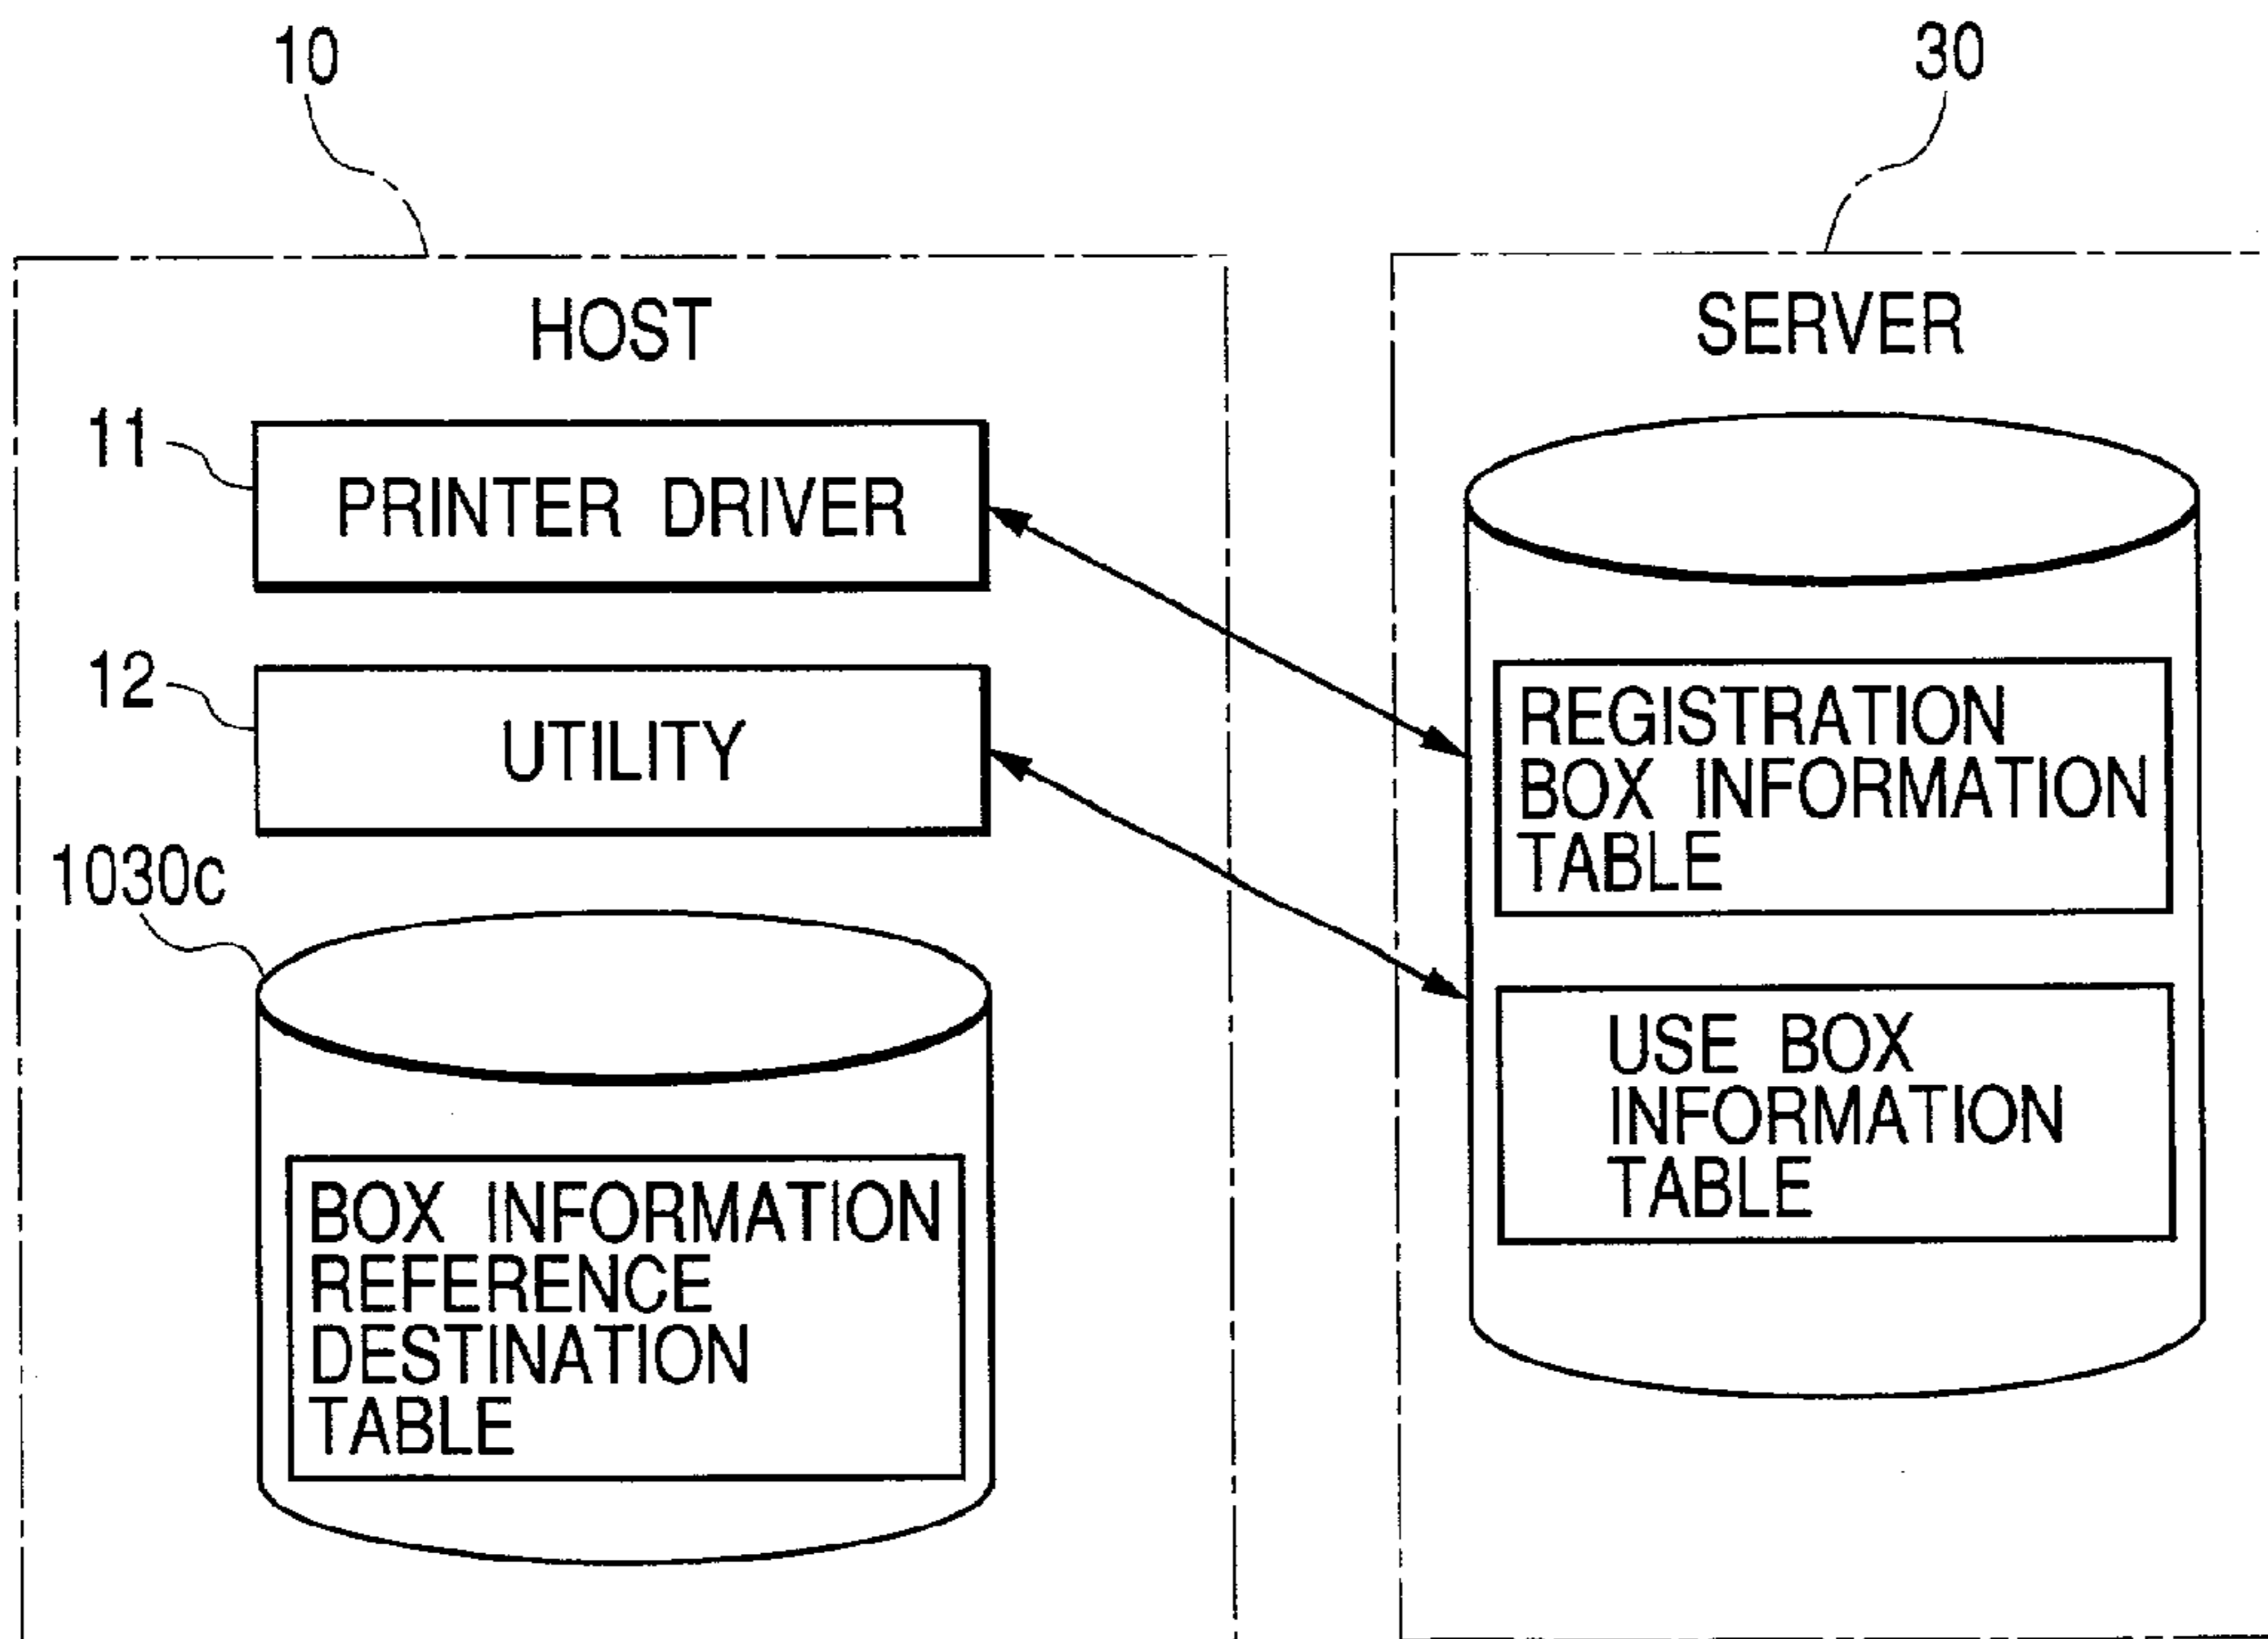 10
30
HOST
SERVER
11
PRINTER DRIVER
12
UTILITY
1030c
BOX INFORMATION
REFERENCE
DESTINATION
TABLE
REGISTRATION
BOX INFORMATION
TABLE
USE BOX
INFORMATION
TABLE